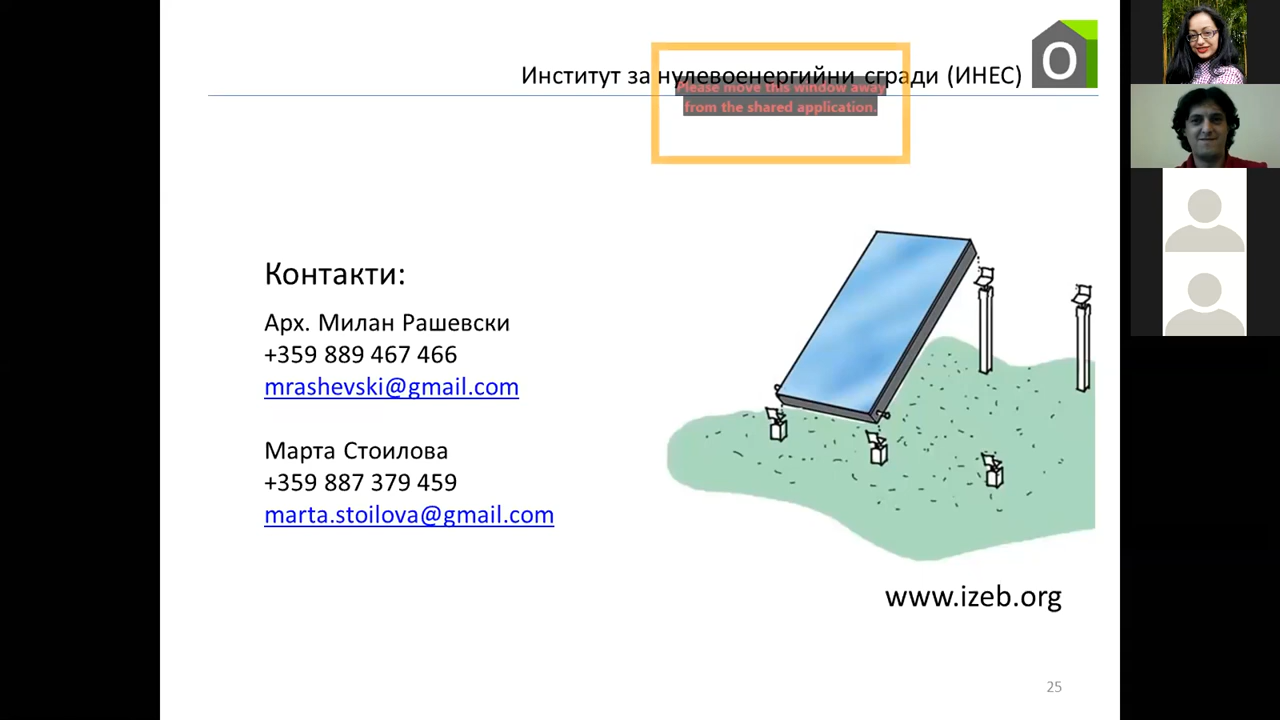 Институт за нулевоенергийни сгради (ИНЕС)
O
Please move this window away
from the shared application.
Контакти:
Арх. Милан Рашевски
+359 889 467 466
mrashevski@gmail.com
Марта Стоилова
+359 887 379 459
marta.stoilova@gmail.com
www.izeb.org
25